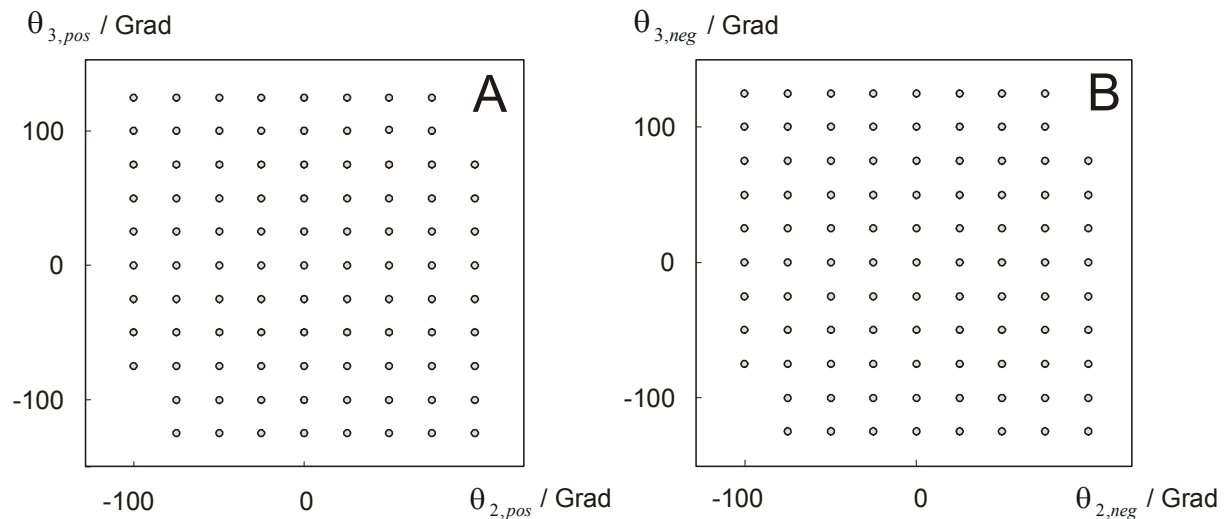 θ3,pos / Grad
A
100
0
-100
-100
0
θ2,pos / Grad
θ3,neg / Grad
B
100
0
-100
-100
0
θ2,neg / Grad